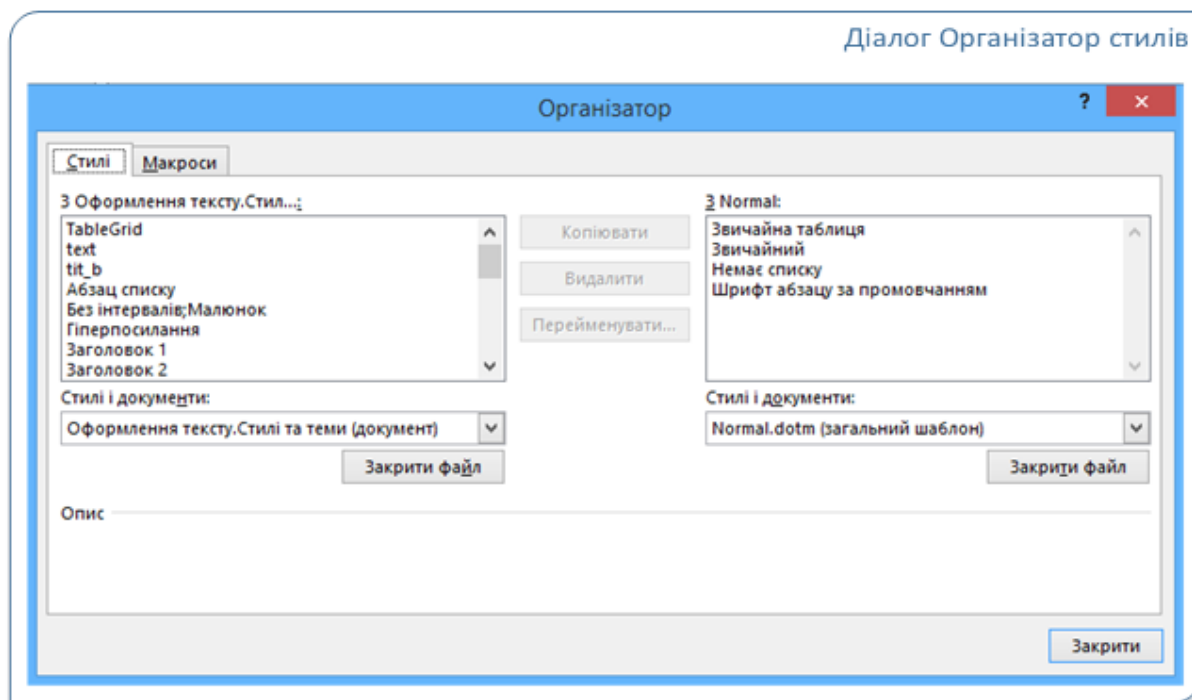 Діалог Організатор стилів
Організатор
?
Стилі
Макроси
З Оформлення тексту.Стил...:
TableGrid
text
tit_b
Абзац списку
Без інтервалів;Малюнок
Гіперпосилання
Заголовок 1
Заголовок 2
Копіювати
Видалити
Перейменувати...
З Normal:
Звичайна таблиця
Звичайний
Немає списку
Шрифт абзацу за промовчанням
Стилі і документи:
Оформлення тексту.Стилі та теми (документ)
Закрити файл
Стилі і документи:
Normal.dotm (загальний шаблон)
Закрити файл
Опис
Закрити